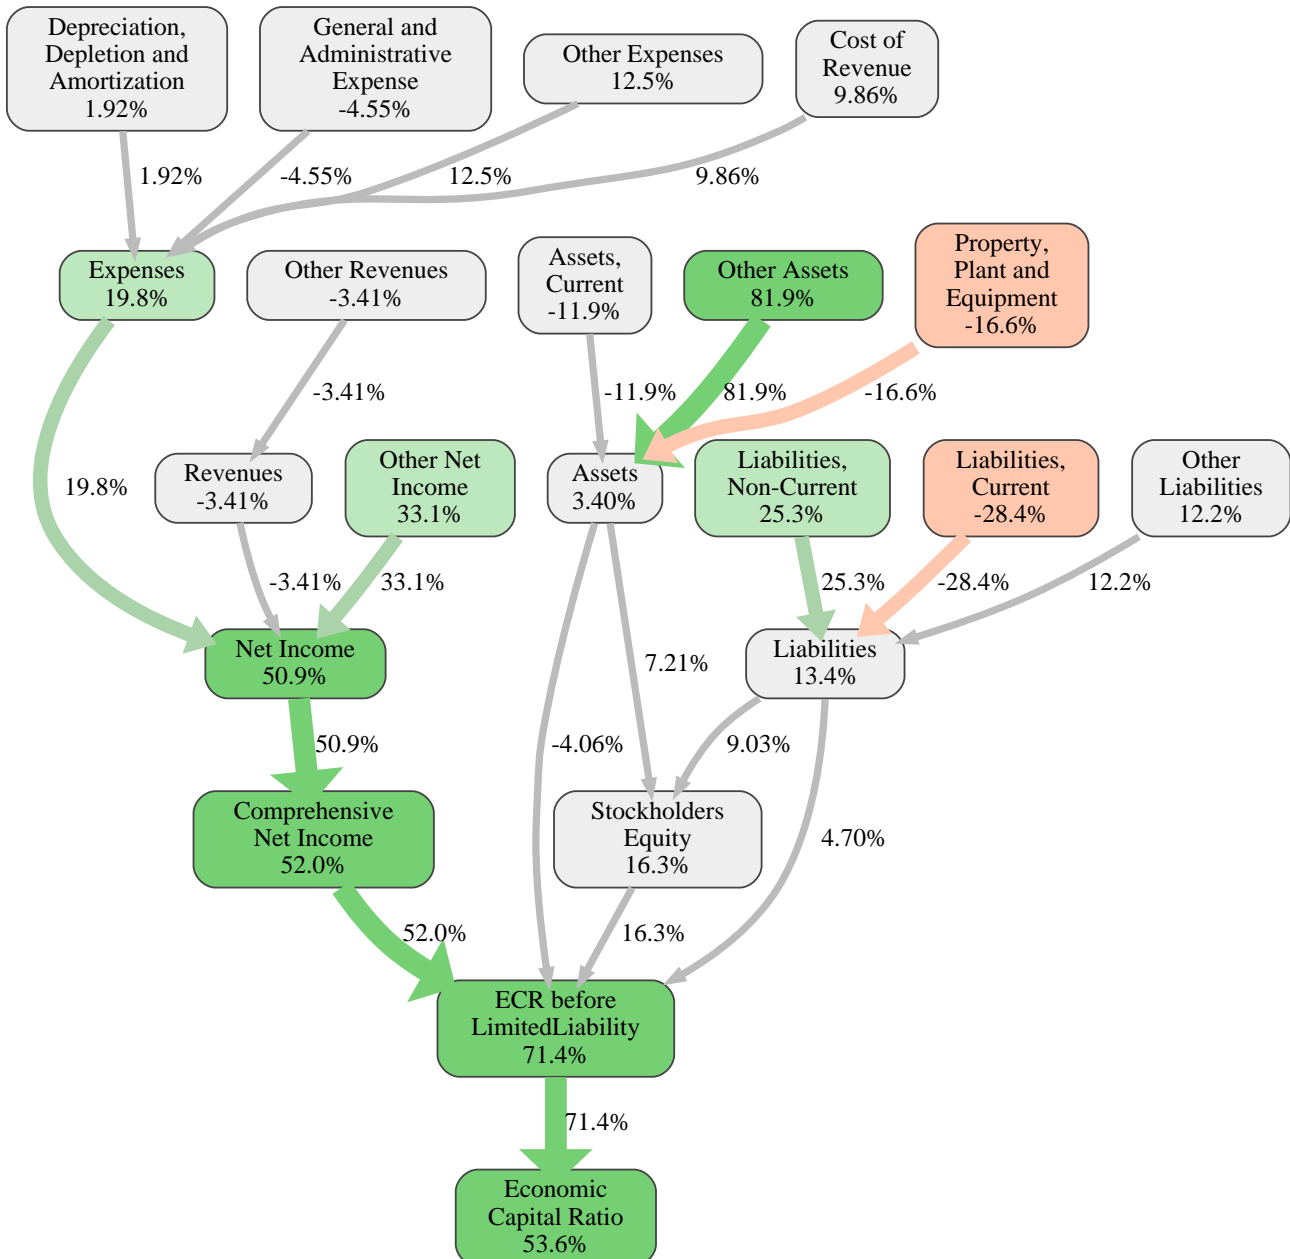 Depreciation,
Depletion and
Amortization
1.92%
General and
Administrative
Expense
-4.55%
Other Expenses
12.5%
Cost of
Revenue
9.86%
1.92%
-4.55%
12.5%
9.86%
Expenses
19.8%
Other Revenues
-3.41%
Assets,
Current
-11.9%
Other Assets
81.9%
Property,
Plant and
Equipment
-16.6%
-3.41%
-11.9%
81.9%
-16.6%
19.8%
Revenues
-3.41%
Other Net
Income
33.1%
Assets
3.40%
Liabilities,
Non-Current
25.3%
Liabilities,
Current
-28.4%
Other
Liabilities
12.2%
-3.41%
33.1%
25.3%
-28.4%
12.2%
Net Income
50.9%
7.21%
Liabilities
13.4%
50.9%
-4.06%
9.03%
Comprehensive
Net Income
52.0%
Stockholders
Equity
16.3%
4.70%
52.0%
16.3%
ECR before
LimitedLiability
71.4%
71.4%
Economic
Capital Ratio
53.6%